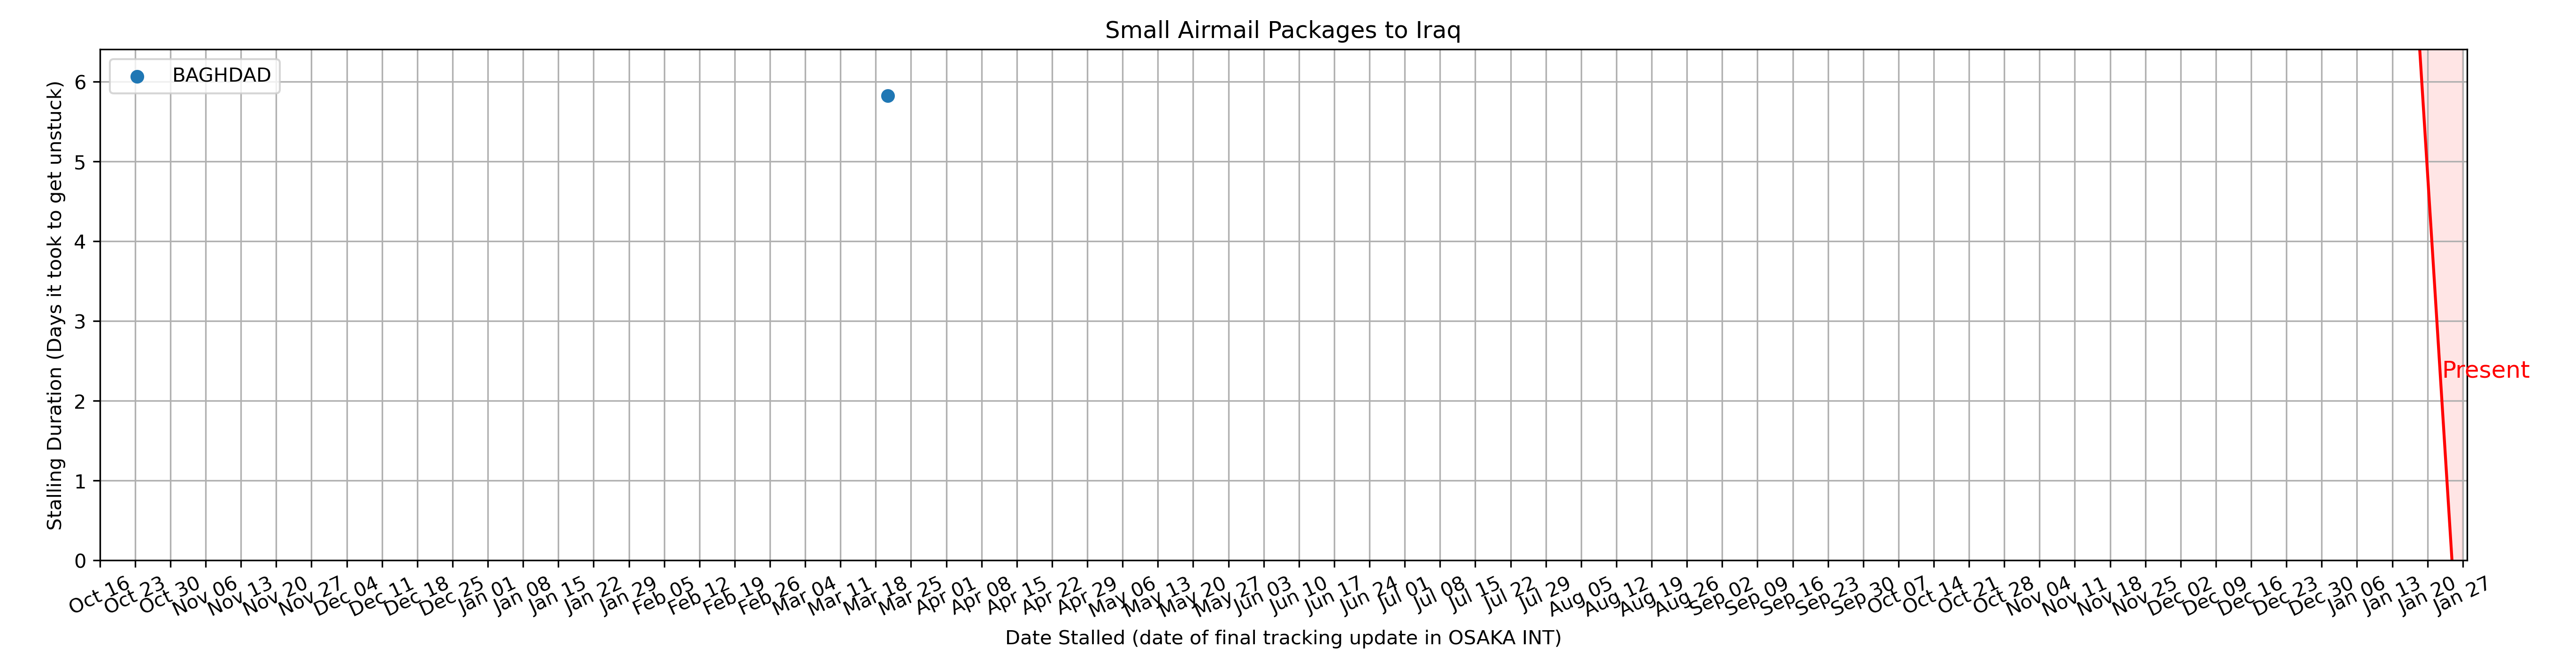 Small Airmail Packages to Iraq
BAGHDAD
Stalling Duration (Days it took to get unstuck)
6
5
4
3
2
1
0
Present
Oct 16 Oct 23 Oct 30 Nov 06 Nov 13 Nov 20 Nov 27 Dec 04 Dec 11 Dec 18 Dec 25 Jan 01 Jan 08 Jan 15 Jan 22 Jan 29 Feb 05 Feb 12 Feb 19 Feb 26 Mar 04 Mar 11 Mar 18 Mar 25 Apr 01 Apr 08 Apr 15 Apr 22 Apr 29 May 06 May 13 May 20 May 27 Jun 03 Jun 10 Jun 17 Jun 24 Jul 01 Jul 08 Jul 15 Jul 22 Jul 29 Aug 05 Aug 12 Aug 19 Aug 26 Sep 02 Sep 09 Sep 16 Sep 23 Sep 30 Oct 07 Oct 14 Oct 21 Oct 28 Nov 04 Nov 11 Nov 18 Nov 25 Dec 02 Dec 09 Dec 16 Dec 23 Dec 30 Jan 06 Jan 13 Jan 20 Jan 27
Date Stalled (date of final tracking update in OSAKA INT)